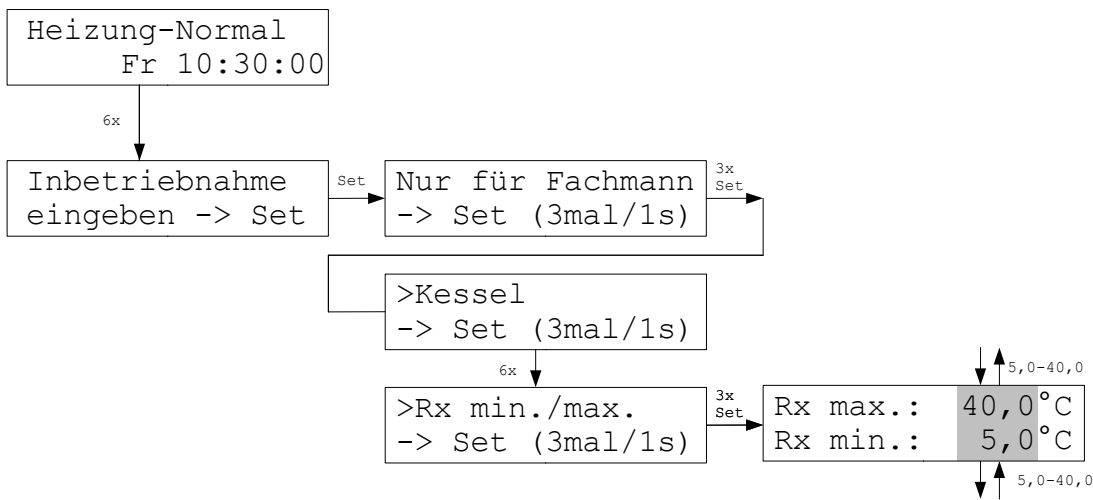 Heizung-Normal
Fr 10:30:00
6x
Inbetriebnahme
eingeben -> Set
Set
Nur für Fachmann
-> Set (3mal/1s)
3x
Set
>Kessel
-> Set (3mal/1s)
6x
>Rx min./max.
-> Set (3mal/1s)
3x
Set
5,0-40,0
Rx max.: 40,0°C
Rx min.: 5,0°C
5,0-40,0